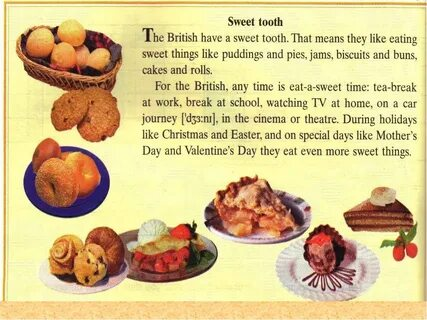 Sweet tooth
The British have a sweet tooth. That means they like eating
sweet things like puddings and pies, jams, biscuits and buns,
cakes and rolls.
For the British, any time is eat-a-sweet time: tea-break
at work, break at school, watching TV at home, on a car
journey ['dʒɜ:nɪ], in the cinema or theatre. During holidays
like Christmas and Easter, and on special days like Mother's
Day and Valentine's Day they eat even more sweet things.